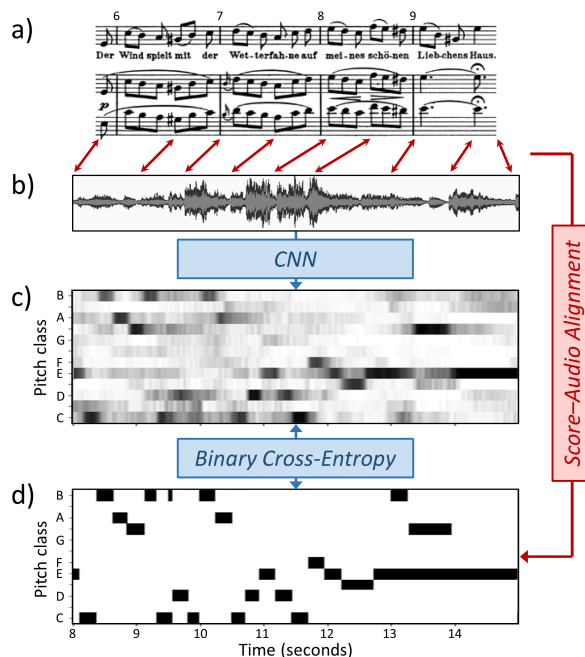 a)
6 7 8 9
Der Wind spielt mit der Wet-terfah-ne auf mei-nes schö-nen Lieb-chens Haus.
p
b)
CNN
c)
Pitch class
B
A
G
F
E
D
C
Score–Audio Alignment
Binary Cross-Entropy
d)
Pitch class
B
A
G
F
E
D
C
8 9 10 11 12 13 14
Time (seconds)